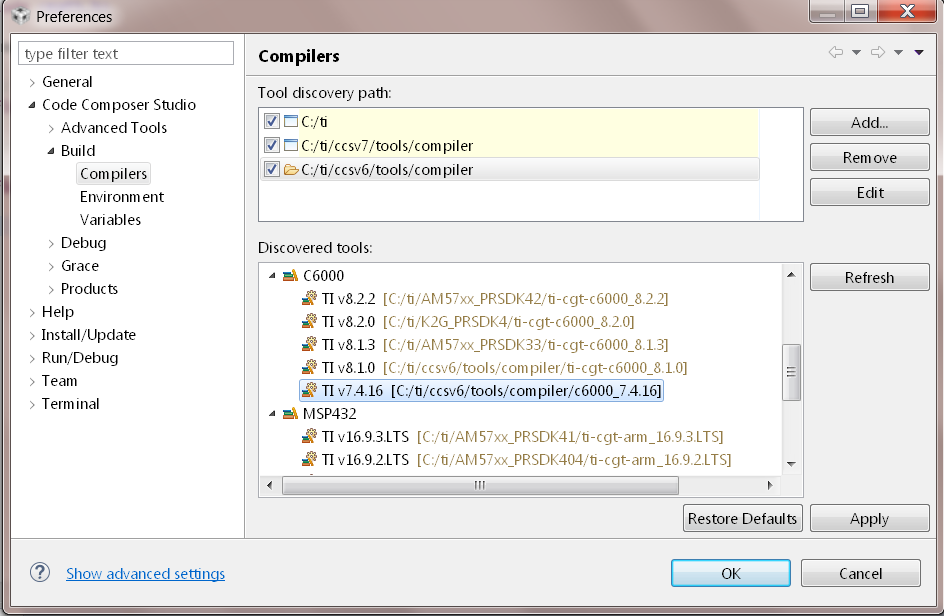 Preferences
type filter text
General
Code Composer Studio
Advanced Tools
Build
Compilers
Environment
Variables
Debug
Grace
Products
Help
Install/Update
Run/Debug
Team
Terminal
Compilers
Tool discovery path:
C:/ti
C:/ti/ccsv7/tools/compiler
C:/ti/ccsv6/tools/compiler
Add...
Remove
Edit
Discovered tools:
C6000
TI v8.2.2 [C:/ti/AM57xx_PRSDK42/ti-cgt-c6000_8.2.2]
TI v8.2.0 [C:/ti/K2G_PRSDK4/ti-cgt-c6000_8.2.0]
TI v8.1.3 [C:/ti/AM57xx_PRSDK33/ti-cgt-c6000_8.1.3]
TI v8.1.0 [C:/ti/ccsv6/tools/compiler/ti-cgt-c6000_8.1.0]
TI v7.4.16 [C:/ti/ccsv6/tools/compiler/c6000_7.4.16]
MSP432
TI v16.9.3.LTS [C:/ti/AM57xx_PRSDK41/ti-cgt-arm_16.9.3.LTS]
TI v16.9.2.LTS [C:/ti/AM57xx_PRSDK404/ti-cgt-arm_16.9.2.LTS]
Refresh
Restore Defaults
Apply
? Show advanced settings
OK
Cancel